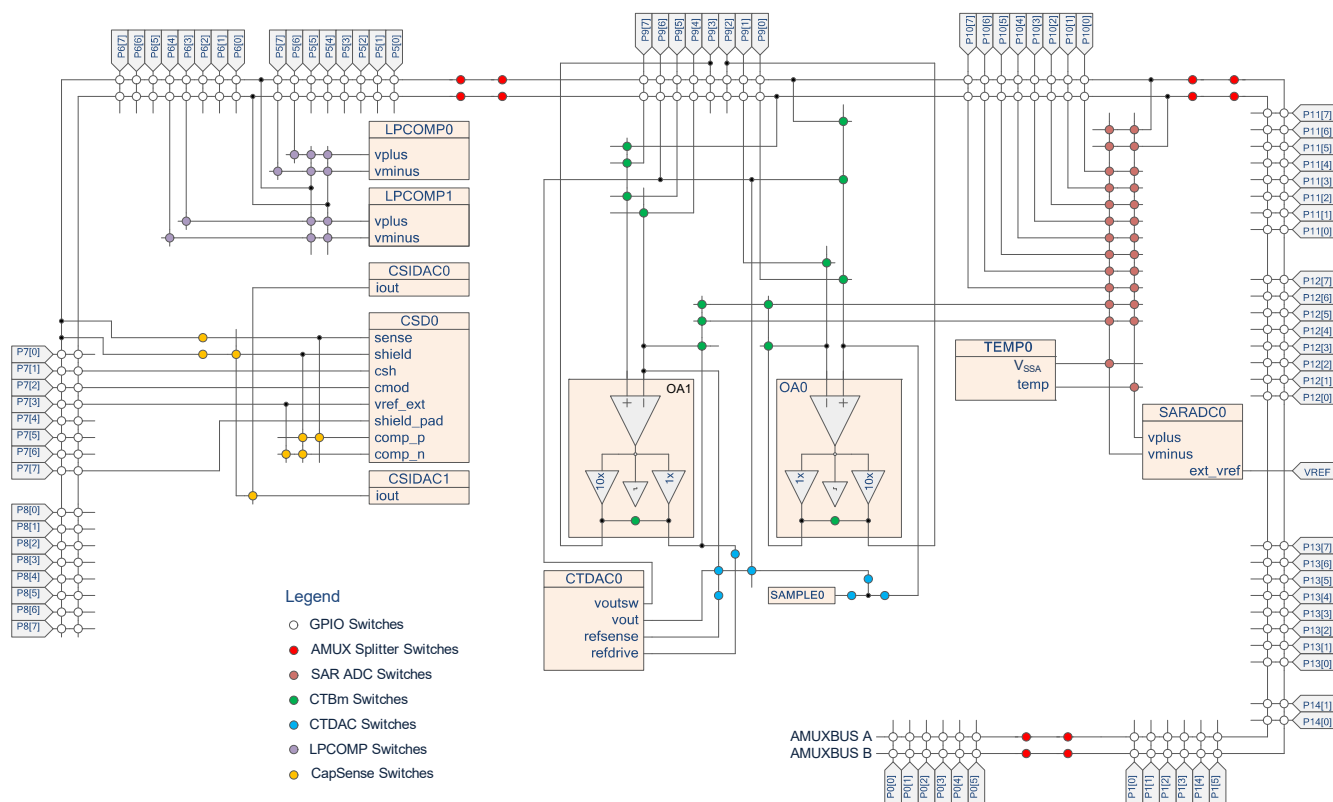 P6[7]
P6[6]
P6[5]
P6[4]
P6[3]
P6[2]
P6[1]
P6[0]
P5[7]
P5[6]
P5[5]
P5[4]
P5[3]
P5[2]
P5[1]
P5[0]
P9[7]
P9[6]
P9[5]
P9[4]
P9[3]
P9[2]
P9[1]
P9[0]
P10[7]
P10[6]
P10[5]
P10[4]
P10[3]
P10[2]
P10[1]
P10[0]
LPCOMP0
vplus
vminus
LPCOMP1
vplus
vminus
CSIDAC0
iout
CSD0
sense
shield
csh
cmod
vref_ext
shield_pad
comp_p
comp_n
CSIDAC1
iout
P7[0]
P7[1]
P7[2]
P7[3]
P7[4]
P7[5]
P7[6]
P7[7]
P8[0]
P8[1]
P8[2]
P8[3]
P8[4]
P8[5]
P8[6]
P8[7]
OA1
+
–
10x
1x
OA0
–
+
1x
10x
CTDAC0
voutsw
vout
refsense
refdrive
SAMPLE0
TEMP0
VSSA
temp
SARADC0
vplus
vminus
ext_vref
VREF
P11[7]
P11[6]
P11[5]
P11[4]
P11[3]
P11[2]
P11[1]
P11[0]
P12[7]
P12[6]
P12[5]
P12[4]
P12[3]
P12[2]
P12[1]
P12[0]
P13[7]
P13[6]
P13[5]
P13[4]
P13[3]
P13[2]
P13[1]
P13[0]
P14[1]
P14[0]
Legend
GPIO Switches
AMUX Splitter Switches
SAR ADC Switches
CTBm Switches
CTDAC Switches
LPCOMP Switches
CapSense Switches
AMUXBUS A
AMUXBUS B
P0[0]
P0[1]
P0[2]
P0[3]
P0[4]
P0[5]
P1[0]
P1[1]
P1[2]
P1[3]
P1[4]
P1[5]